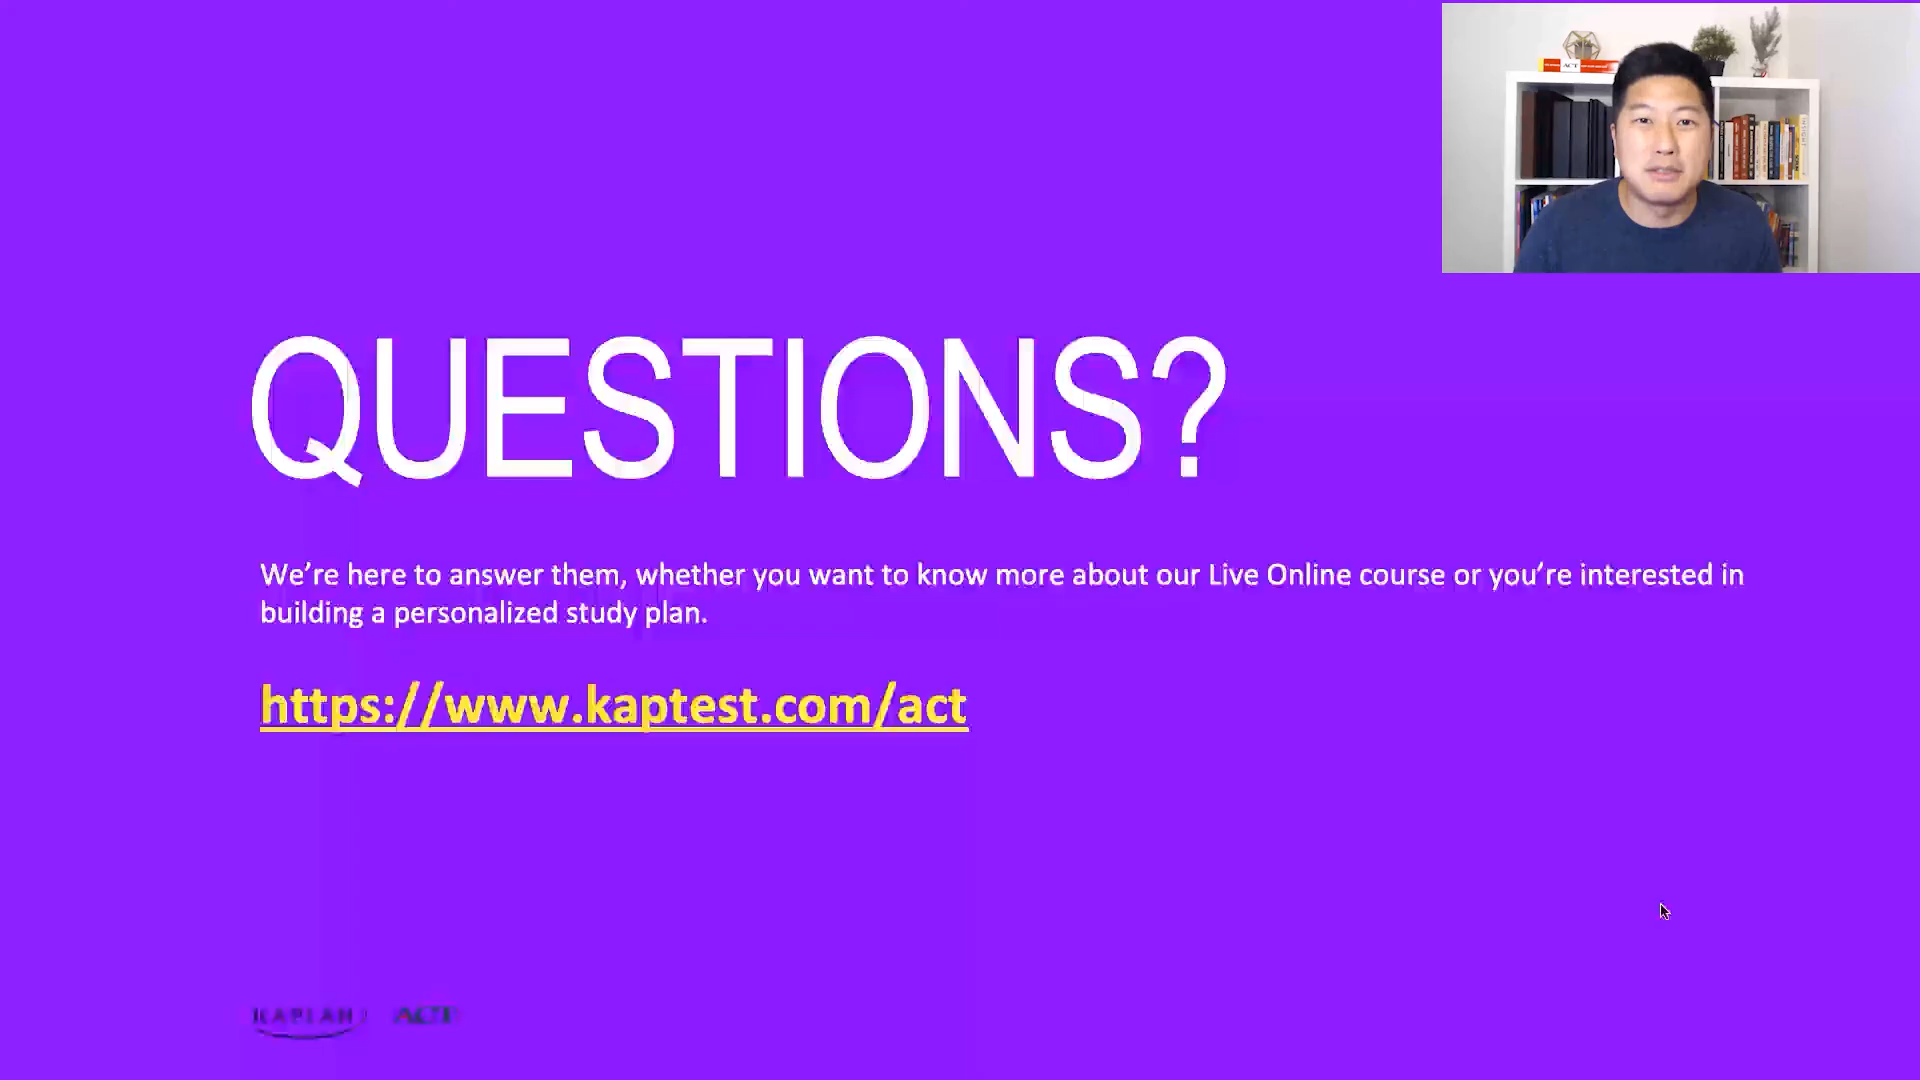 ACT
QUESTIONS?
We’re here to answer them, whether you want to know more about our Live Online course or you’re interested in
building a personalized study plan.
https://www.kaptest.com/act
KAPLAN ACT